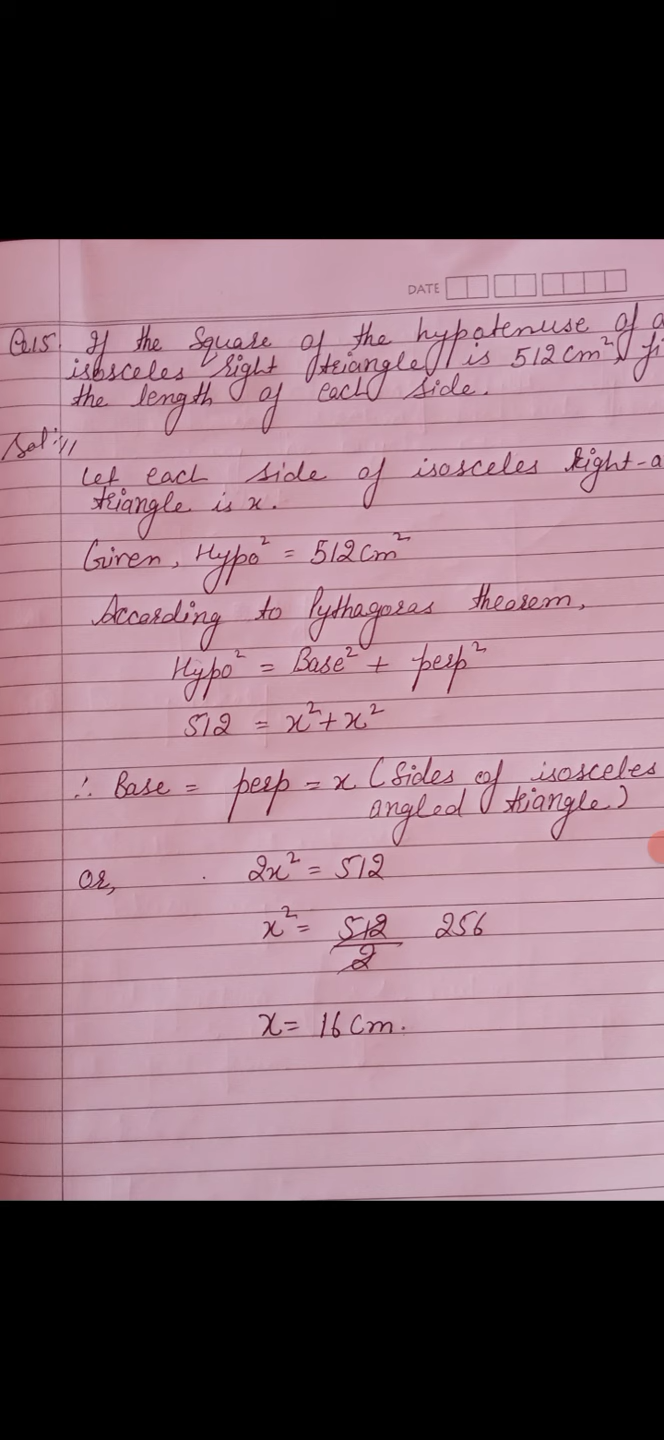 DATE
Q.15. If the square of the hypotenuse of a
isosceles right triangle is 512 cm², fi
the length of each side.
Sol://
Let each side of isosceles Right-a
triangle is x.
Given, Hypo² = 512 cm²
According to Pythagoras theorem,
Hypo² = Base² + perp²
512 = x² + x²
∴ Base = perp = x (Sides of isosceles
angled triangle)
or, 2x² = 512
x² = 512/2 256
x = 16 cm.